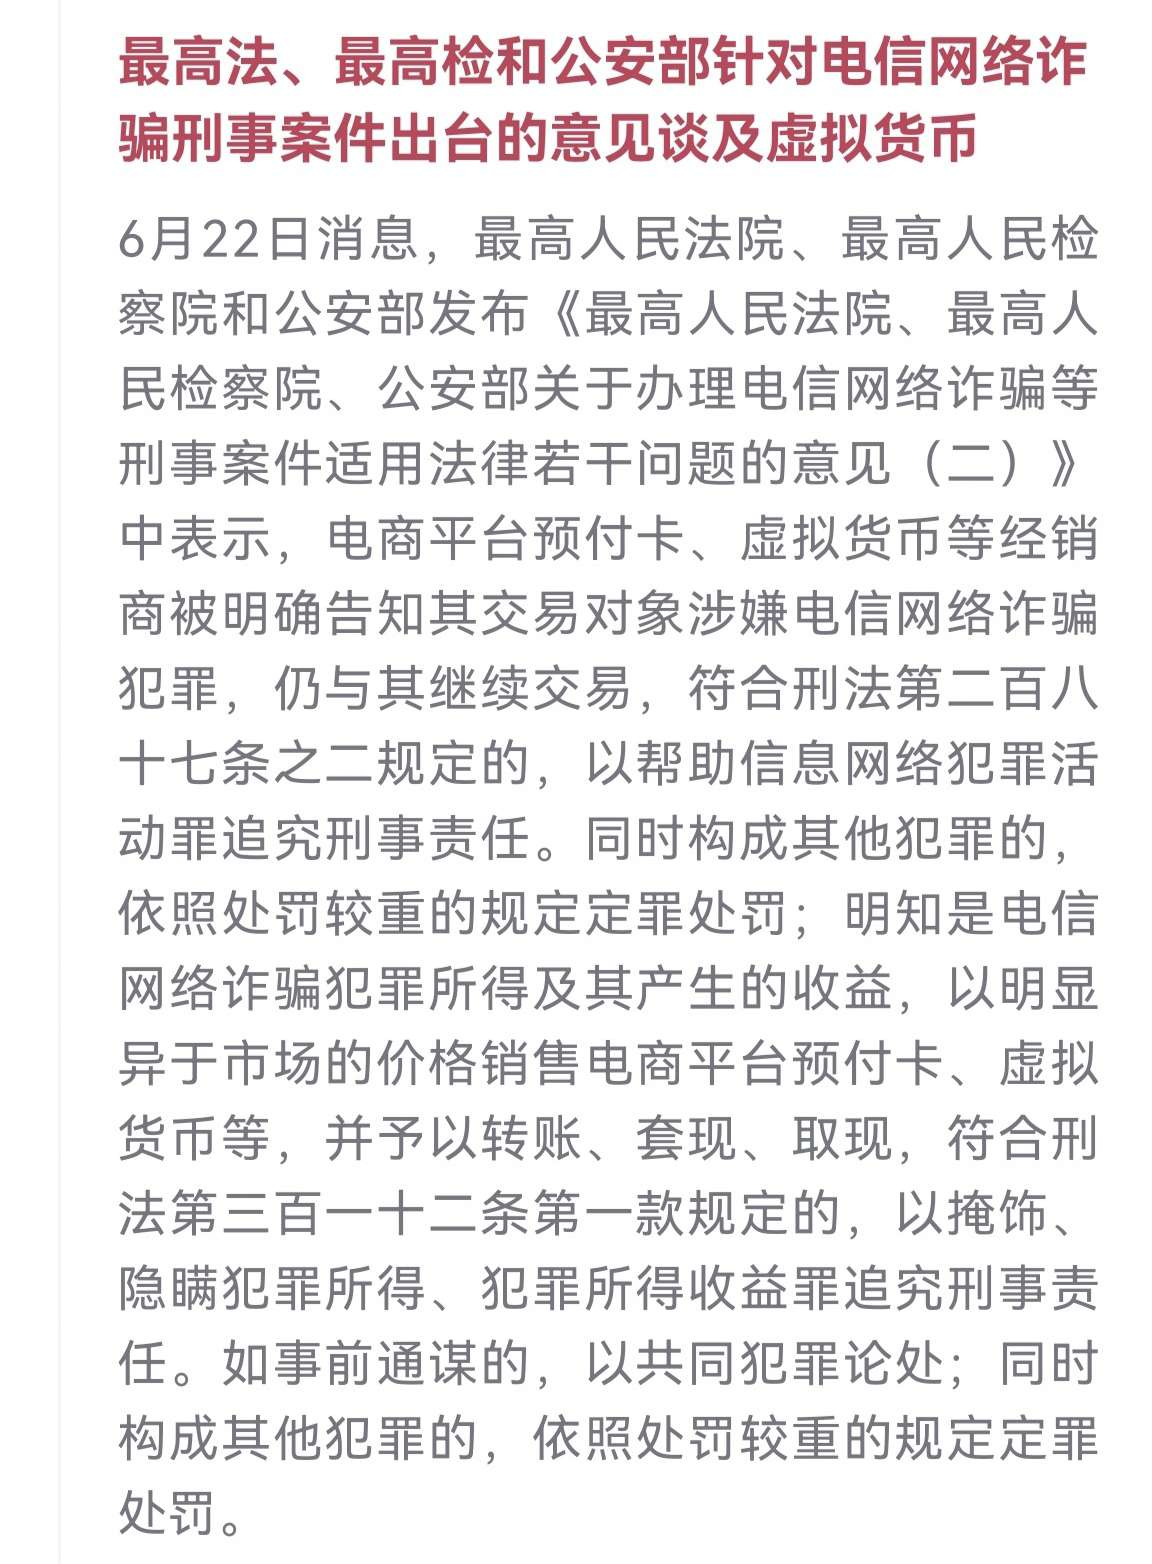 最高法、最高检和公安部针对电信网络诈
骗刑事案件出台的意见谈及虚拟货币
6月22日消息，最高人民法院、最高人民检
察院和公安部发布《最高人民法院、最高人
民检察院、公安部关于办理电信网络诈骗等
刑事案件适用法律若干问题的意见（二）》
中表示，电商平台预付卡、虚拟货币等经销
商被明确告知其交易对象涉嫌电信网络诈骗
犯罪，仍与其继续交易，符合刑法第二百八
十七条之二规定的，以帮助信息网络犯罪活
动罪追究刑事责任。同时构成其他犯罪的，
依照处罚较重的规定定罪处罚；明知是电信
网络诈骗犯罪所得及其产生的收益，以明显
异于市场的价格销售电商平台预付卡、虚拟
货币等，并予以转账、套现、取现，符合刑
法第三百一十二条第一款规定的，以掩饰、
隐瞒犯罪所得、犯罪所得收益罪追究刑事责
任。如事前通谋的，以共同犯罪论处；同时
构成其他犯罪的，依照处罚较重的规定定罪
处罚。